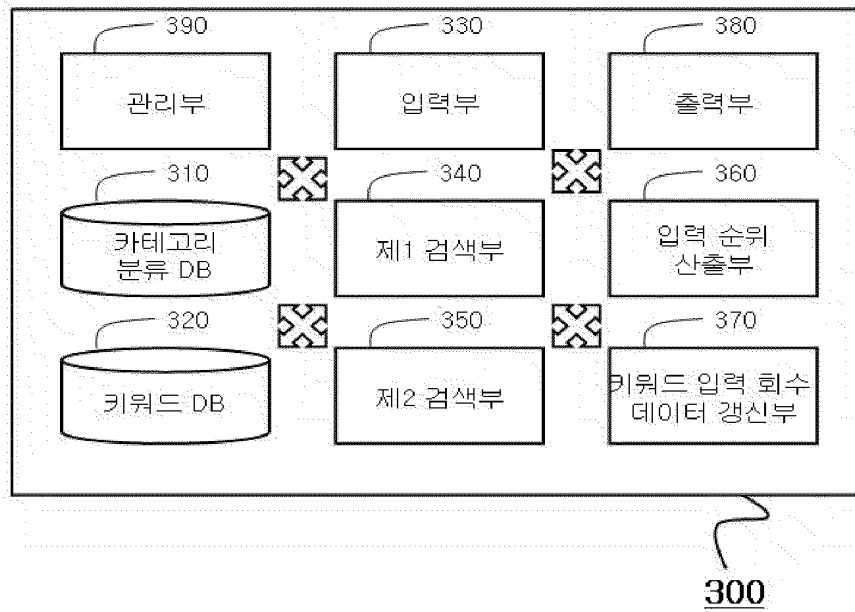 390
관리부
330
입력부
380
출력부
310
카테고리
분류 DB
340
제1 검색부
360
입력 순위
산출부
320
키워드 DB
350
제2 검색부
370
키워드 입력 회수
데이터 갱신부
300